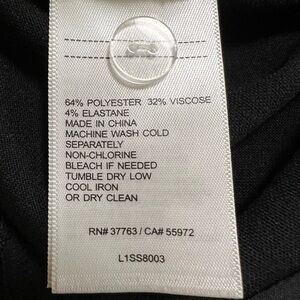 64% POLYESTER 32% VISCOSE
4% ELASTANE
MADE IN CHINA
MACHINE WASH COLD
SEPARATELY
NON-CHLORINE
BLEACH IF NEEDED
TUMBLE DRY LOW
COOL IRON
OR DRY CLEAN
RN# 37763 / CA# 55972
L1SS8003